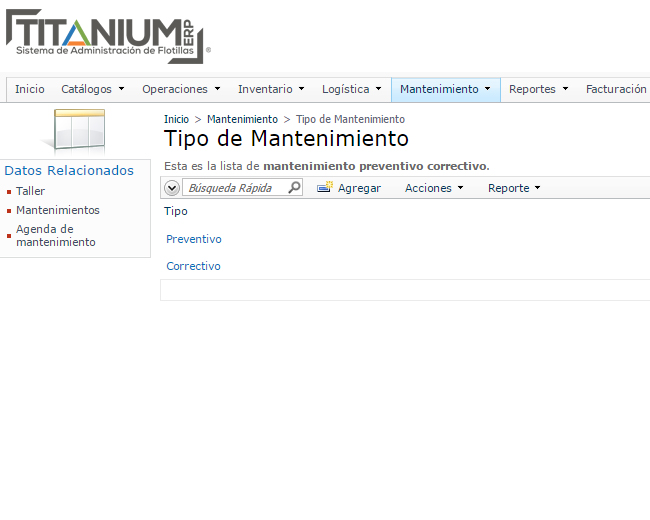 TITANIUM ERP ®
Sistema de Administración de Flotillas
Inicio Catálogos Operaciones Inventario Logística Mantenimiento Reportes Facturación
Inicio > Mantenimiento > Tipo de Mantenimiento
Tipo de Mantenimiento
Esta es la lista de mantenimiento preventivo correctivo.
Datos Relacionados
Taller
Mantenimientos
Agenda de
mantenimiento
Búsqueda Rápida Agregar Acciones Reporte
Tipo
Preventivo
Correctivo